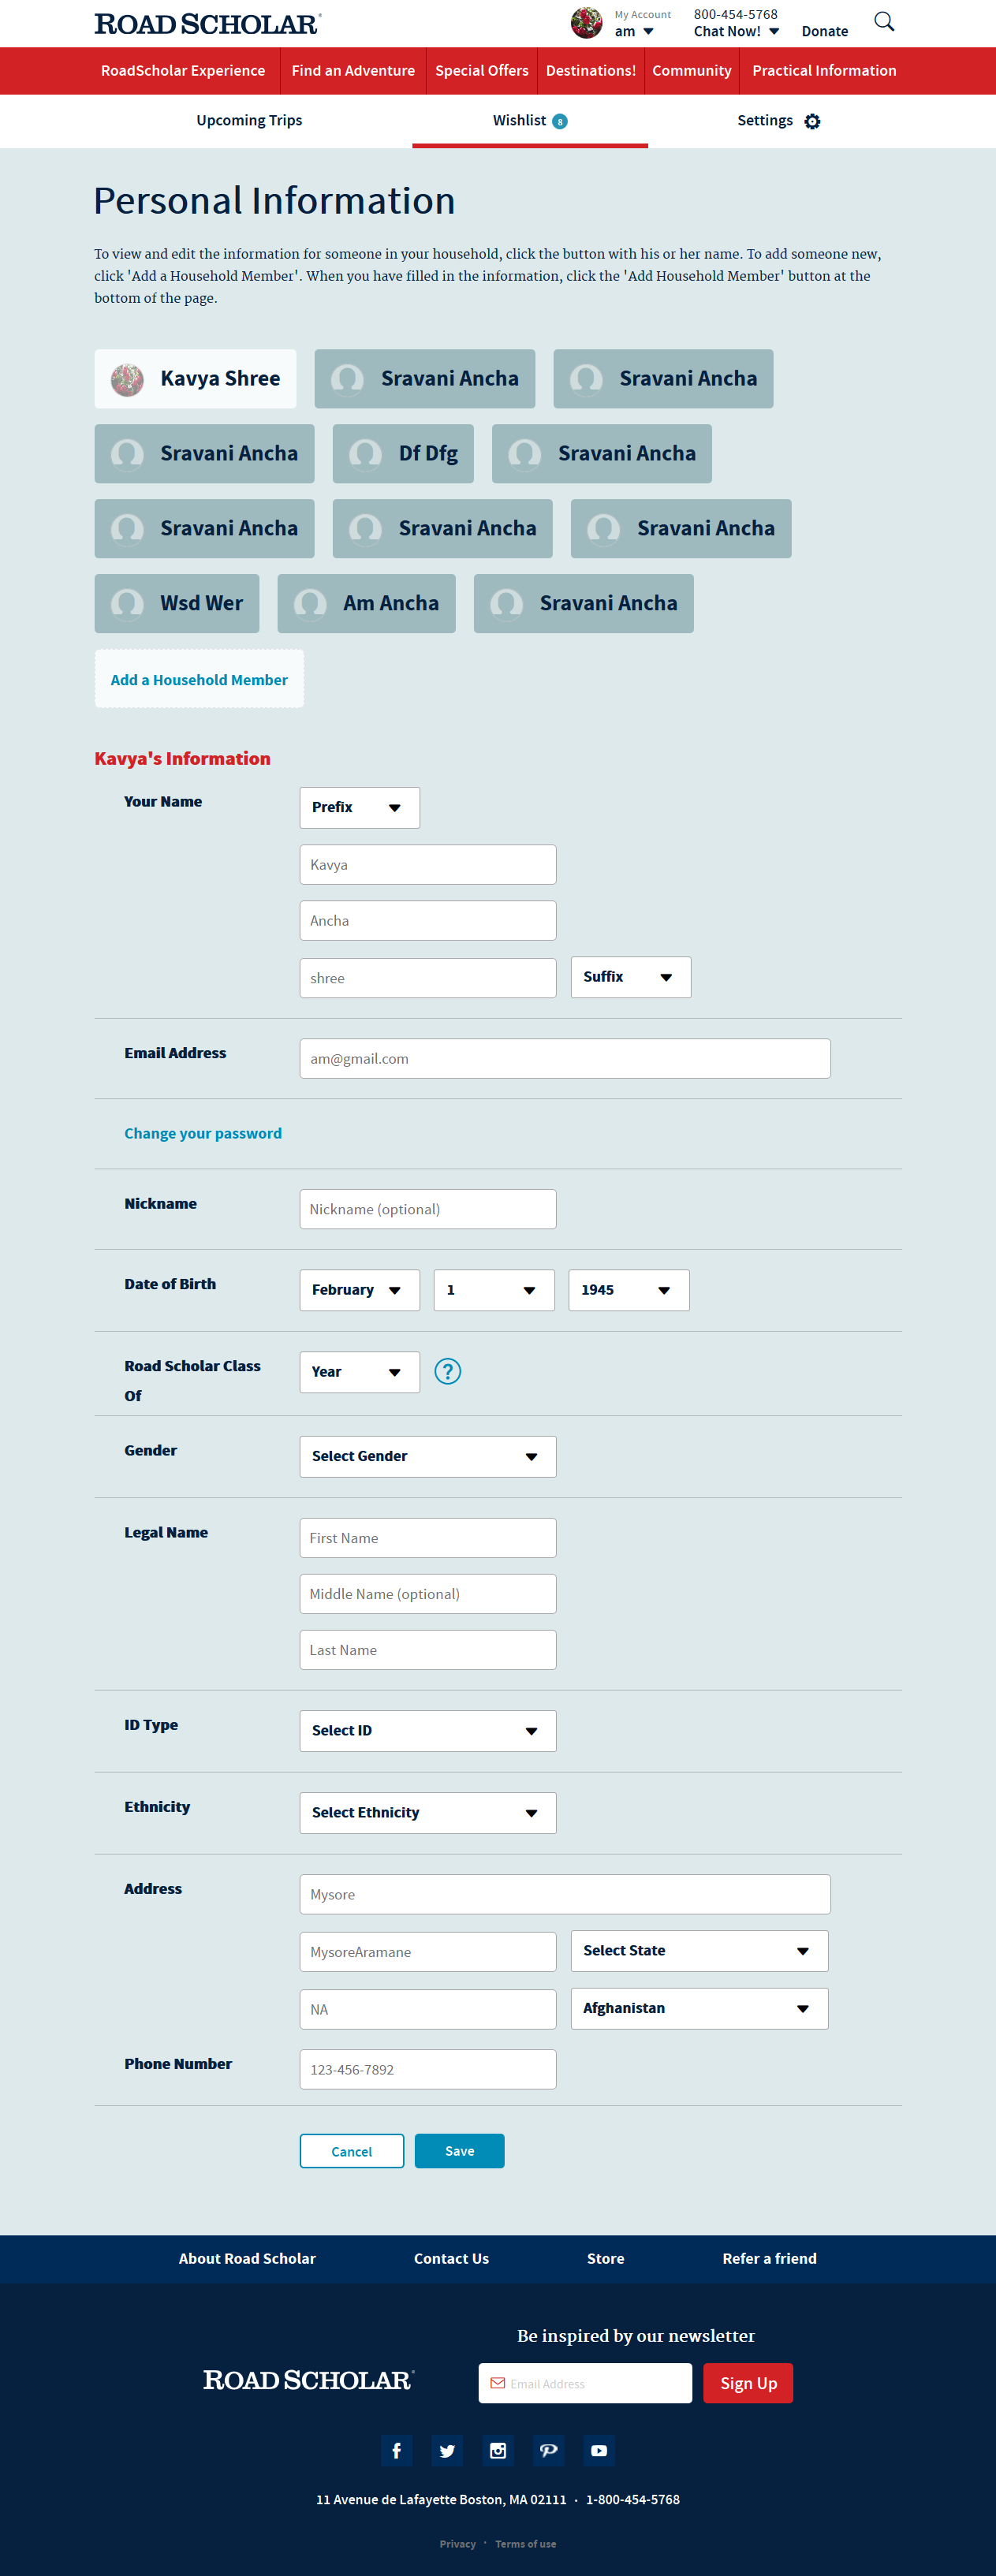 ROAD SCHOLAR®
My Account
am
800-454-5768
Chat Now!
Donate
RoadScholar Experience
Find an Adventure
Special Offers
Destinations!
Community
Practical Information
Upcoming Trips
Wishlist 8
Settings
Personal Information
To view and edit the information for someone in your household, click the button with his or her name. To add someone new,
click 'Add a Household Member'. When you have filled in the information, click the 'Add Household Member' button at the
bottom of the page.
Kavya Shree
Sravani Ancha
Sravani Ancha
Sravani Ancha
Df Dfg
Sravani Ancha
Sravani Ancha
Sravani Ancha
Sravani Ancha
Wsd Wer
Am Ancha
Sravani Ancha
Add a Household Member
Kavya's Information
Your Name
Prefix
Kavya
Ancha
shree
Suffix
Email Address
am@gmail.com
Change your password
Nickname
Nickname (optional)
Date of Birth
February
1
1945
Road Scholar Class
Of
Year
?
Gender
Select Gender
Legal Name
First Name
Middle Name (optional)
Last Name
ID Type
Select ID
Ethnicity
Select Ethnicity
Address
Mysore
MysoreAramane
Select State
NA
Afghanistan
Phone Number
123-456-7892
Cancel
Save
About Road Scholar
Contact Us
Store
Refer a friend
Be inspired by our newsletter
ROAD SCHOLAR®
Email Address
Sign Up
11 Avenue de Lafayette Boston, MA 02111 · 1-800-454-5768
Privacy · Terms of use